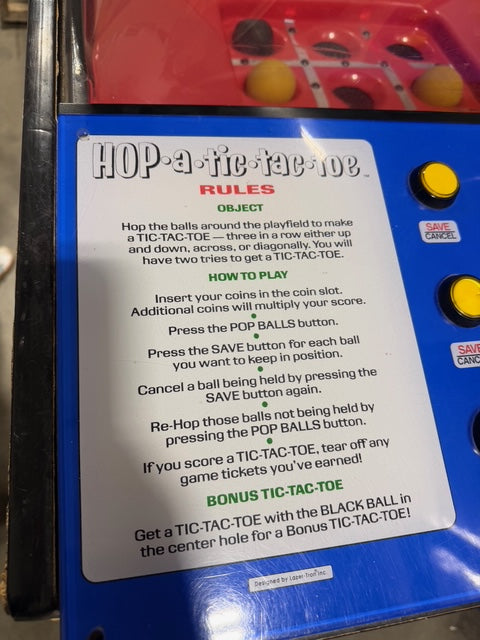 HOP·a·tic·tac·toe™
RULES
OBJECT
Hop the balls around the playfield to make
a TIC-TAC-TOE — three in a row either up
and down, across, or diagonally. You will
have two tries to get a TIC-TAC-TOE.
HOW TO PLAY
Insert your coins in the coin slot.
Additional coins will multiply your score.
Press the POP BALLS button.
Press the SAVE button for each ball
you want to keep in position.
Cancel a ball being held by pressing the
SAVE button again.
Re-Hop those balls not being held by
pressing the POP BALLS button.
If you score a TIC-TAC-TOE, tear off any
game tickets you've earned!
BONUS TIC-TAC-TOE
Get a TIC-TAC-TOE with the BLACK BALL in
the center hole for a Bonus TIC-TAC-TOE!
Designed by Lazer-Tron Inc.
SAVE
CANCEL
SAVE
CANC